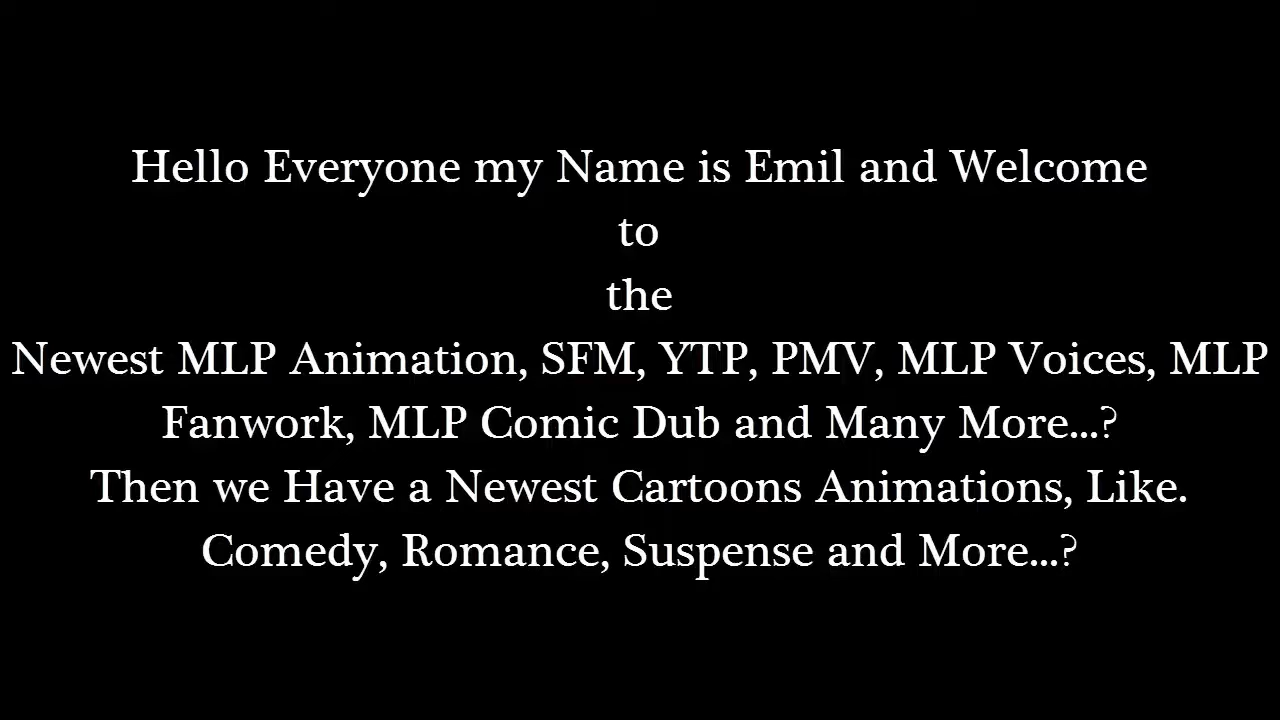 Hello Everyone my Name is Emil and Welcome
to
the
Newest MLP Animation, SFM, YTP, PMV, MLP Voices, MLP
Fanwork, MLP Comic Dub and Many More...?
Then we Have a Newest Cartoons Animations, Like.
Comedy, Romance, Suspense and More...?